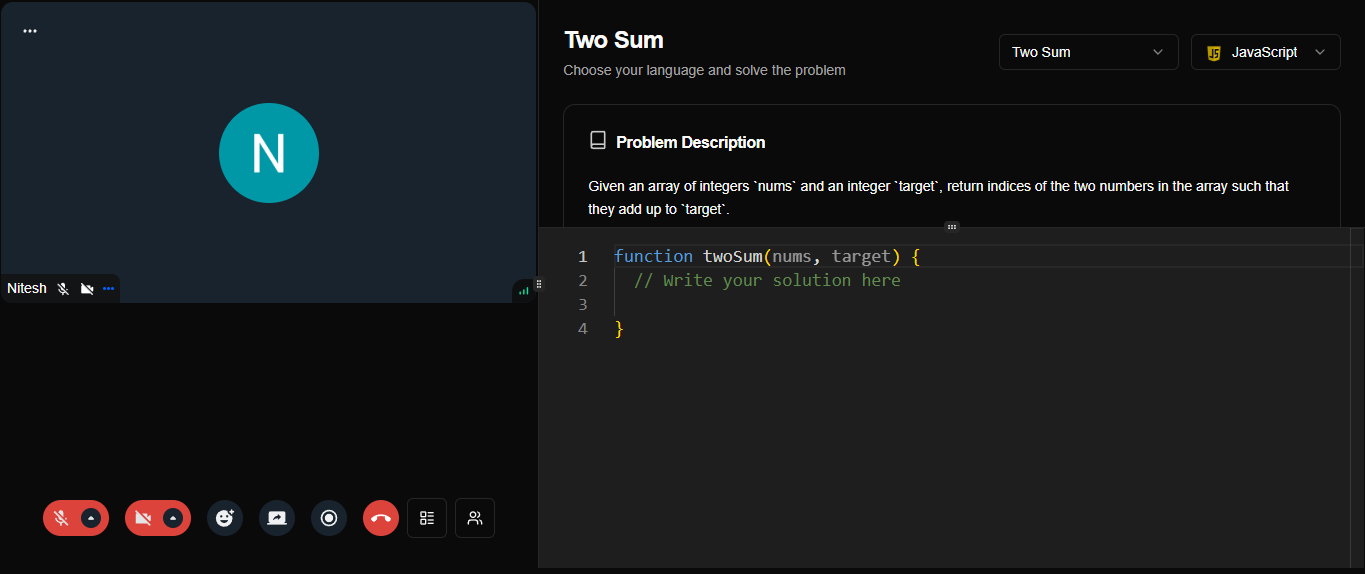 N
Nitesh
Two Sum
Choose your language and solve the problem
Two Sum
JS JavaScript
Problem Description
Given an array of integers `nums` and an integer `target`, return indices of the two numbers in the array such that
they add up to `target`.
1 function twoSum(nums, target) {
2 // Write your solution here
3
4 }